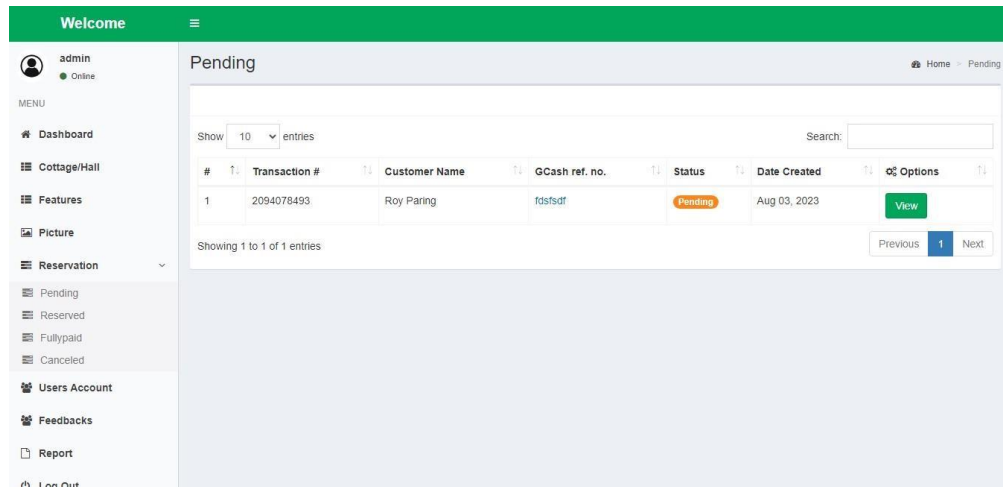 Welcome
admin
Online
MENU
Dashboard
Cottage/Hall
Features
Picture
Reservation
Pending
Reserved
Fullypaid
Canceled
Users Account
Feedbacks
Report
Log Out
Pending
Home > Pending
Show 10 entries
Search:
# Transaction # Customer Name GCash ref. no. Status Date Created Options
1 2094078493 Roy Paring fdsfsdf Pending Aug 03, 2023 View
Showing 1 to 1 of 1 entries
Previous 1 Next